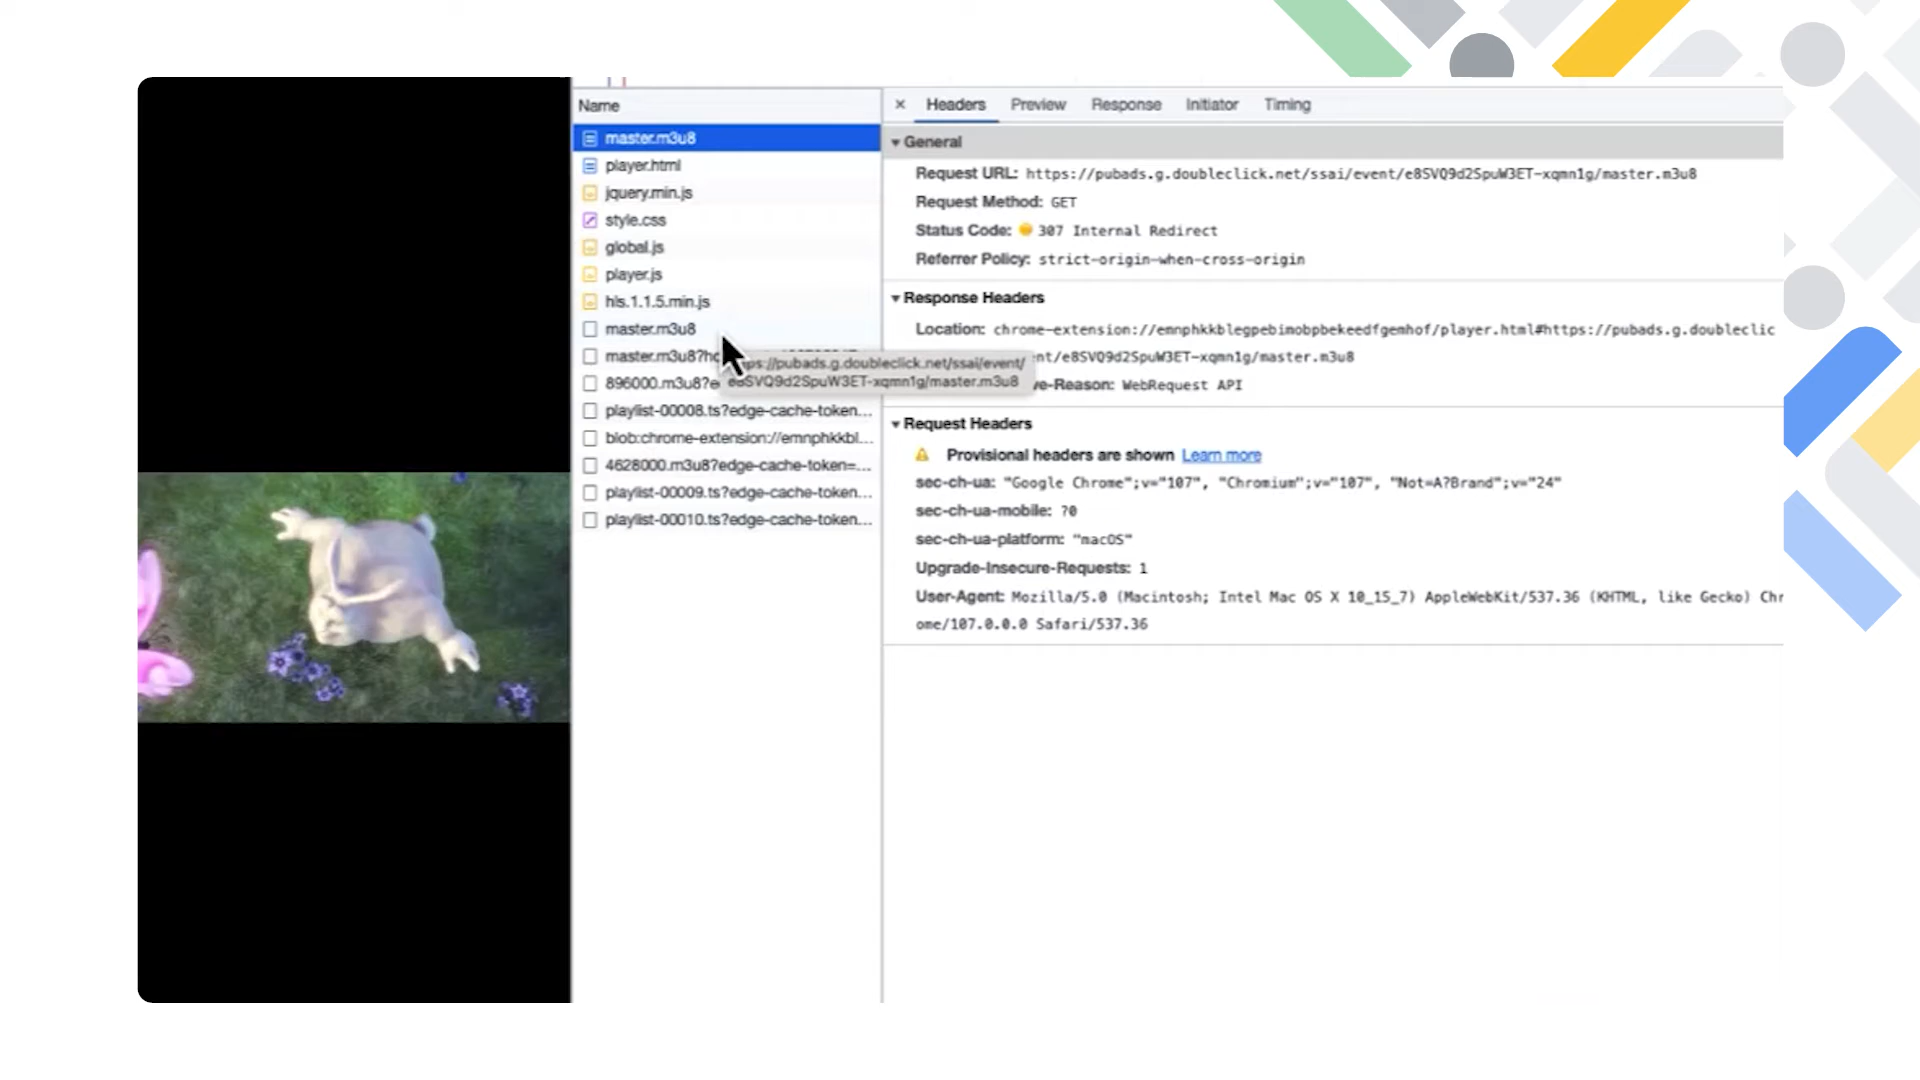 Name
master.m3u8
player.html
jquery.min.js
style.css
global.js
player.js
hls.1.1.5.min.js
master.m3u8
master.m3u8?
896000.m3u8?
playlist-00008.ts?edge-cache-token...
blob:chrome-extension://emnphkkbl...
4628000.m3u8?edge-cache-token=...
playlist-00009.ts?edge-cache-token...
playlist-00010.ts?edge-cache-token...
ps://pubads.g.doubleclick.net/ssai/event/
e8SVQ9d2SpuW3ET-xqmn1g/master.m3u8
× Headers Preview Response Initiator Timing
General
Request URL: https://pubads.g.doubleclick.net/ssai/event/e8SVQ9d2SpuW3ET-xqmn1g/master.m3u8
Request Method: GET
Status Code: 307 Internal Redirect
Referrer Policy: strict-origin-when-cross-origin
Response Headers
Location: chrome-extension://emnphkkblegpebimobpbekeedfgemhof/player.html#https://pubads.g.doubleclic
nt/e8SVQ9d2SpuW3ET-xqmn1g/master.m3u8
ve-Reason: WebRequest API
Request Headers
Provisional headers are shown Learn more
sec-ch-ua: "Google Chrome";v="107", "Chromium";v="107", "Not=A?Brand";v="24"
sec-ch-ua-mobile: ?0
sec-ch-ua-platform: "macOS"
Upgrade-Insecure-Requests: 1
User-Agent: Mozilla/5.0 (Macintosh; Intel Mac OS X 10_15_7) AppleWebKit/537.36 (KHTML, like Gecko) Chr
ome/107.0.0.0 Safari/537.36